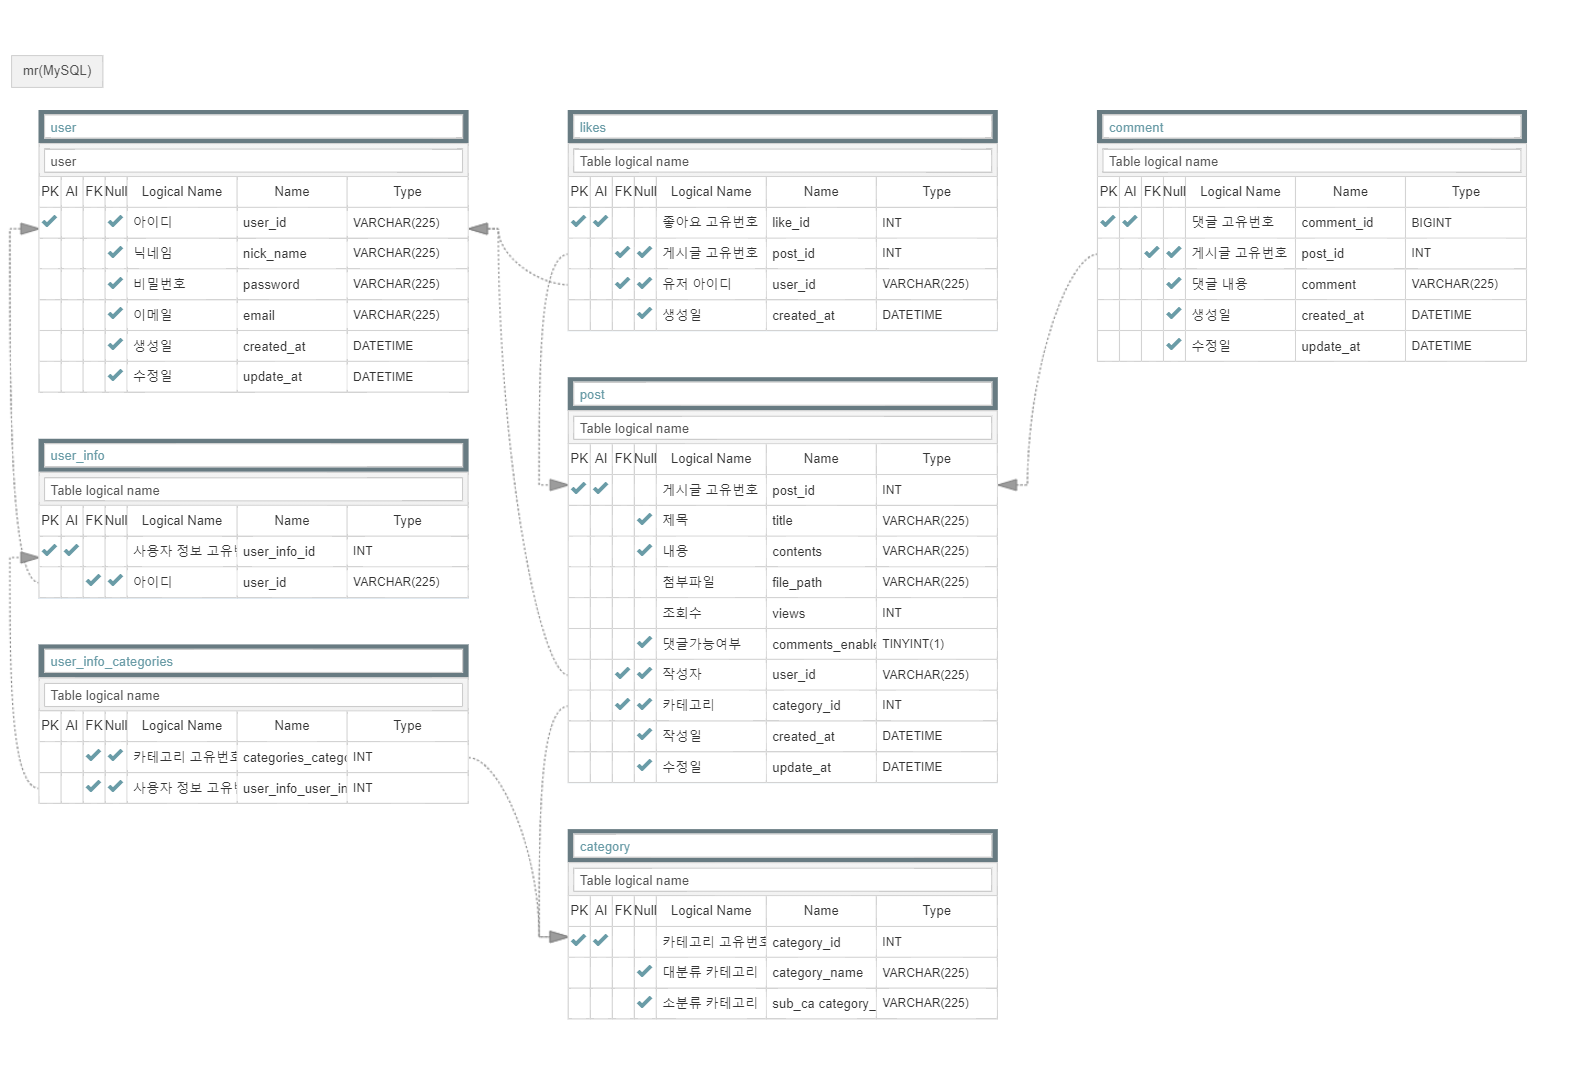 mr(MySQL)
user
user
PK AI FK Null Logical Name Name Type
아이디 user_id VARCHAR(225)
닉네임 nick_name VARCHAR(225)
비밀번호 password VARCHAR(225)
이메일 email VARCHAR(225)
생성일 created_at DATETIME
수정일 update_at DATETIME
user_info
Table logical name
PK AI FK Null Logical Name Name Type
사용자 정보 고유 user_info_id INT
아이디 user_id VARCHAR(225)
user_info_categories
Table logical name
PK AI FK Null Logical Name Name Type
카테고리 고유번호 categories_catego INT
사용자 정보 고유 user_info_user_in INT
likes
Table logical name
PK AI FK Null Logical Name Name Type
좋아요 고유번호 like_id INT
게시글 고유번호 post_id INT
유저 아이디 user_id VARCHAR(225)
생성일 created_at DATETIME
post
Table logical name
PK AI FK Null Logical Name Name Type
게시글 고유번호 post_id INT
제목 title VARCHAR(225)
내용 contents VARCHAR(225)
첨부파일 file_path VARCHAR(225)
조회수 views INT
댓글가능여부 comments_enable TINYINT(1)
작성자 user_id VARCHAR(225)
카테고리 category_id INT
작성일 created_at DATETIME
수정일 update_at DATETIME
category
Table logical name
PK AI FK Null Logical Name Name Type
카테고리 고유번호 category_id INT
대분류 카테고리 category_name VARCHAR(225)
소분류 카테고리 sub_ca category_ VARCHAR(225)
comment
Table logical name
PK AI FK Null Logical Name Name Type
댓글 고유번호 comment_id BIGINT
게시글 고유번호 post_id INT
댓글 내용 comment VARCHAR(225)
생성일 created_at DATETIME
수정일 update_at DATETIME